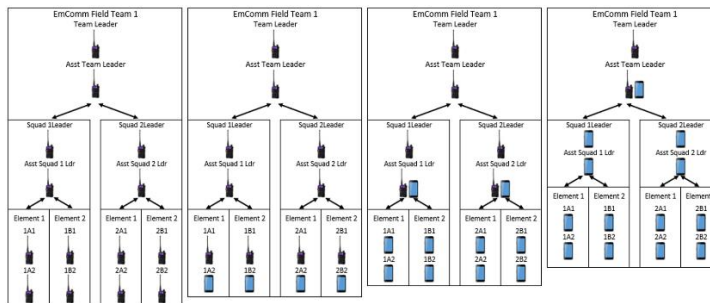 EmComm Field Team 1
Team Leader
Asst Team Leader
Squad 1Leader
Squad 2Leader
Asst Squad 1 Ldr
Asst Squad 2 Ldr
Element 1
Element 2
Element 1
Element 2
1A1
1B1
2A1
2B1
1A2
1B2
2A2
2B2
EmComm Field Team 1
Team Leader
Asst Team Leader
Squad 1Leader
Squad 2Leader
Asst Squad 1 Ldr
Asst Squad 2 Ldr
Element 1
Element 2
Element 1
Element 2
1A1
1B1
2A1
2B1
1A2
1B2
2A2
2B2
EmComm Field Team 1
Team Leader
Asst Team Leader
Squad 1Leader
Squad 2Leader
Asst Squad 1 Ldr
Asst Squad 2 Ldr
Element 1
Element 2
Element 1
Element 2
1A1
1B1
2A1
2B1
1A2
1B2
2A2
2B2
EmComm Field Team 1
Team Leader
Asst Team Leader
Squad 1Leader
Squad 2Leader
Asst Squad 1 Ldr
Asst Squad 2 Ldr
Element 1
Element 2
Element 1
Element
1A1
1B1
2A1
2B1
1A2
1B2
2A2
2B2